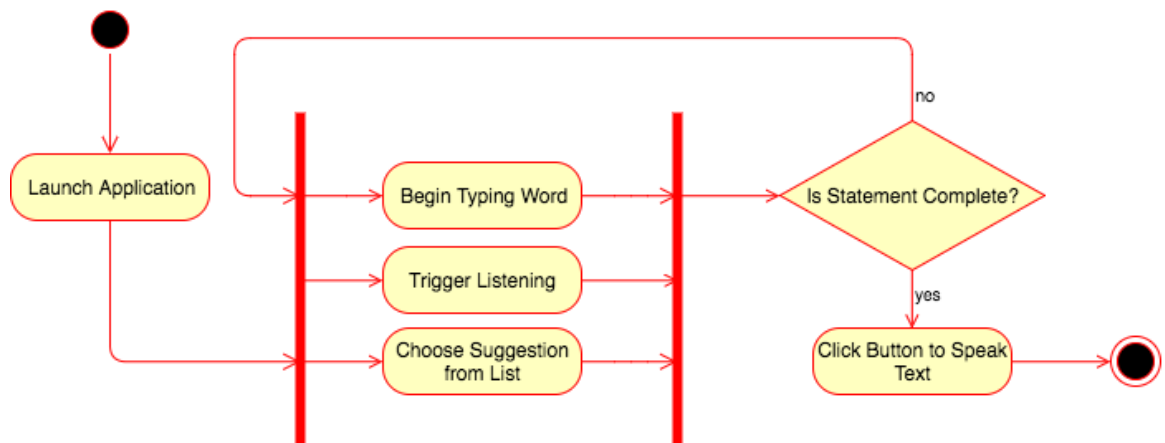 Launch Application
Begin Typing Word
Trigger Listening
Choose Suggestion
from List
no
Is Statement Complete?
yes
Click Button to Speak
Text